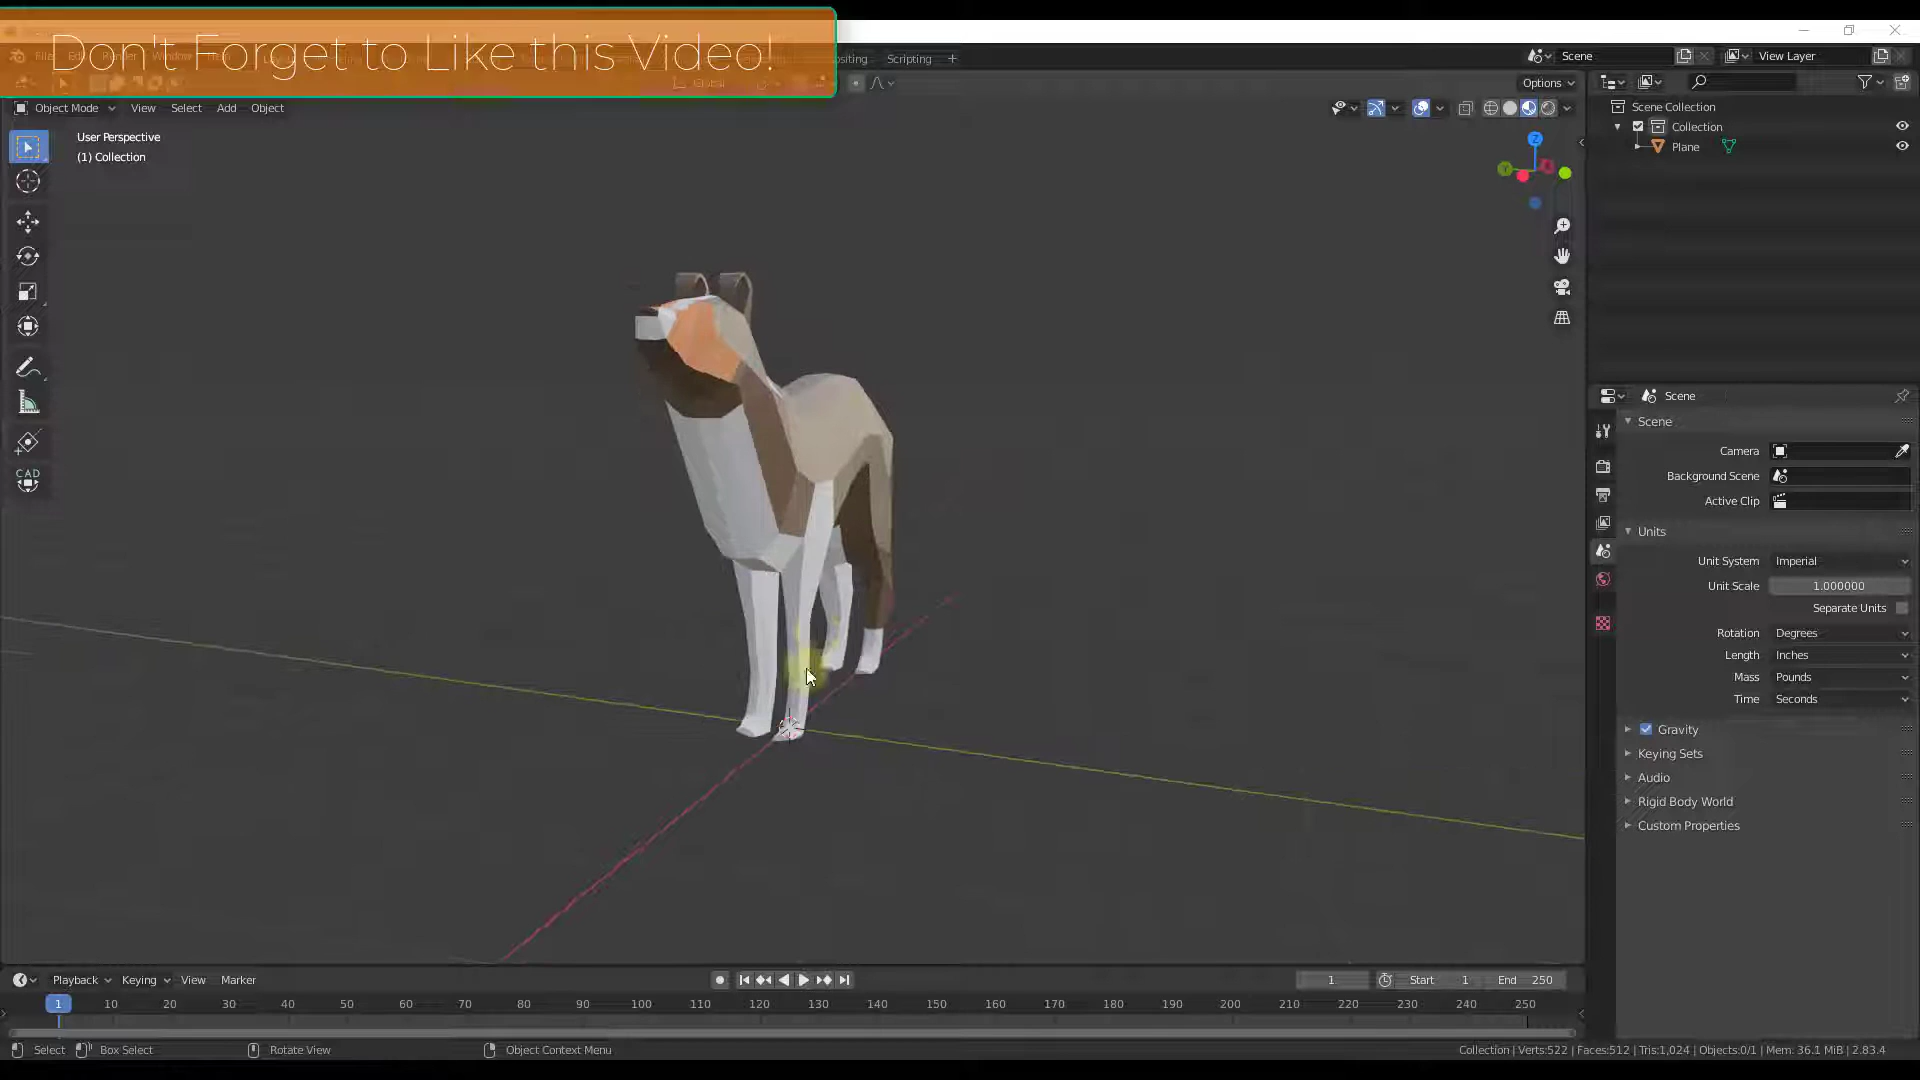 Don't Forget to Like this Video!
Scripting +
Scene
View Layer
Global
Options
Object Mode View Select Add Object
User Perspective
(1) Collection
Z
Y
CAD
Scene Collection
Collection
Plane
Scene
Scene
Camera
Background Scene
Active Clip
Units
Unit System Imperial
Unit Scale 1.000000
Separate Units
Rotation Degrees
Length Inches
Mass Pounds
Time Seconds
Gravity
Keying Sets
Audio
Rigid Body World
Custom Properties
Playback Keying View Marker
1 Start 1 End 250
1 10 20 30 40 50 60 70 80 90 100 110 120 130 140 150 160 170 180 190 200 210 220 230 240 250
Select Box Select Rotate View Object Context Menu
Collection | Verts:522 | Faces:512 | Tris:1,024 | Objects:0/1 | Mem: 36.1 MiB | 2.83.4